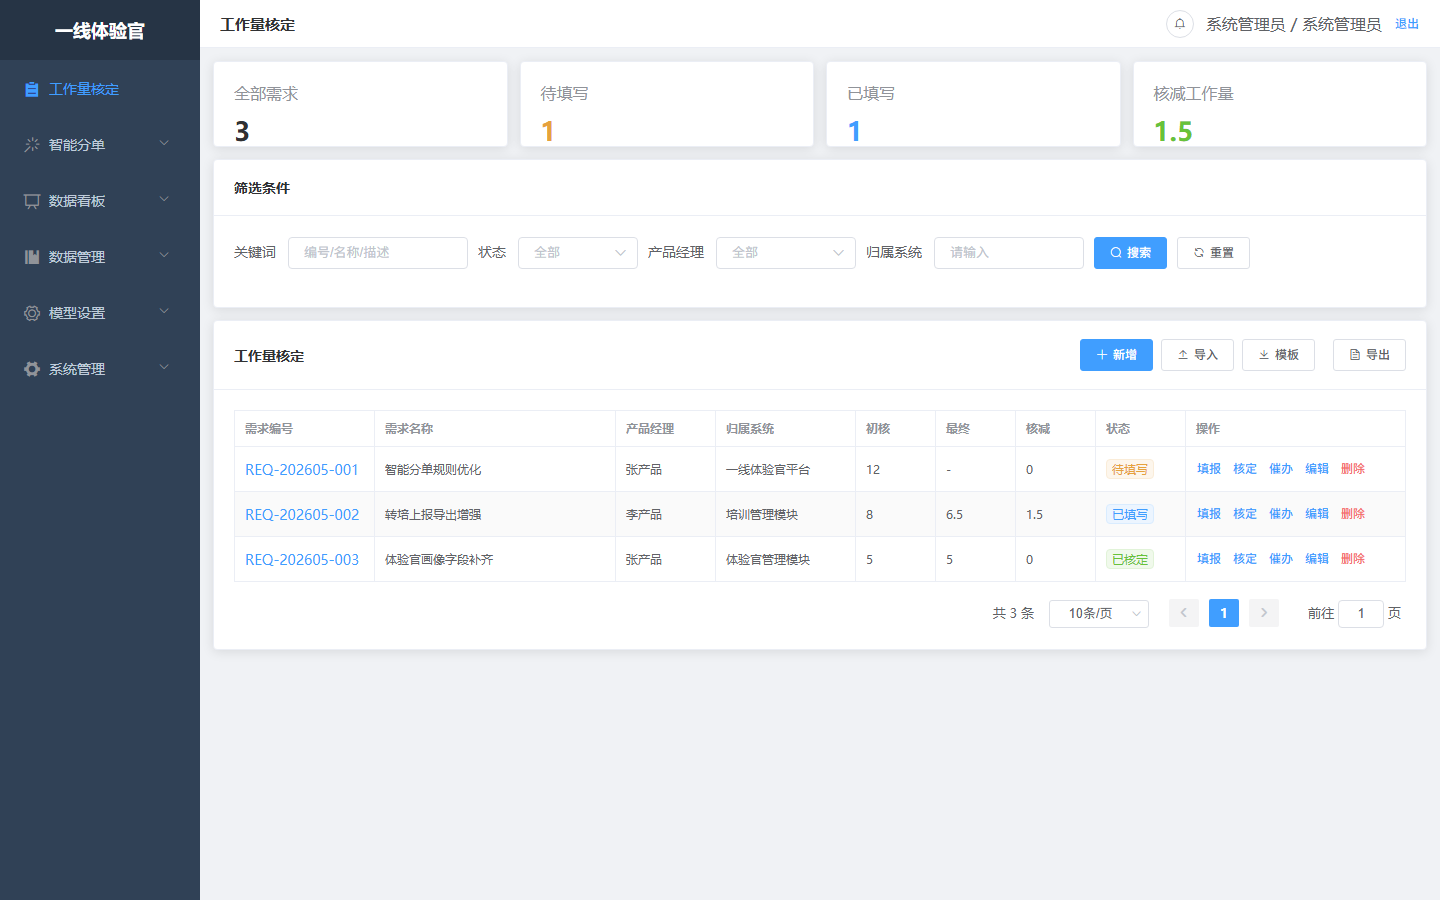 一线体验官
工作量核定
智能分单
数据看板
数据管理
模型设置
系统管理
工作量核定
系统管理员 / 系统管理员 退出
全部需求 待填写 已填写 核减工作量
3 1 1 1.5
筛选条件
关键词 编号/名称/描述 状态 全部 产品经理 全部 归属系统 请输入 搜索 重置
工作量核定 新增 导入 模板 导出
需求编号 需求名称 产品经理 归属系统 初核 最终 核减 状态 操作
REQ-202605-001 智能分单规则优化 张产品 一线体验官平台 12 - 0 待填写 填报 核定 催办 编辑 删除
REQ-202605-002 转培上报导出增强 李产品 培训管理模块 8 6.5 1.5 已填写 填报 核定 催办 编辑 删除
REQ-202605-003 体验官画像字段补齐 张产品 体验官管理模块 5 5 0 已核定 填报 核定 催办 编辑 删除
共 3 条 10条/页 1 前往 1 页